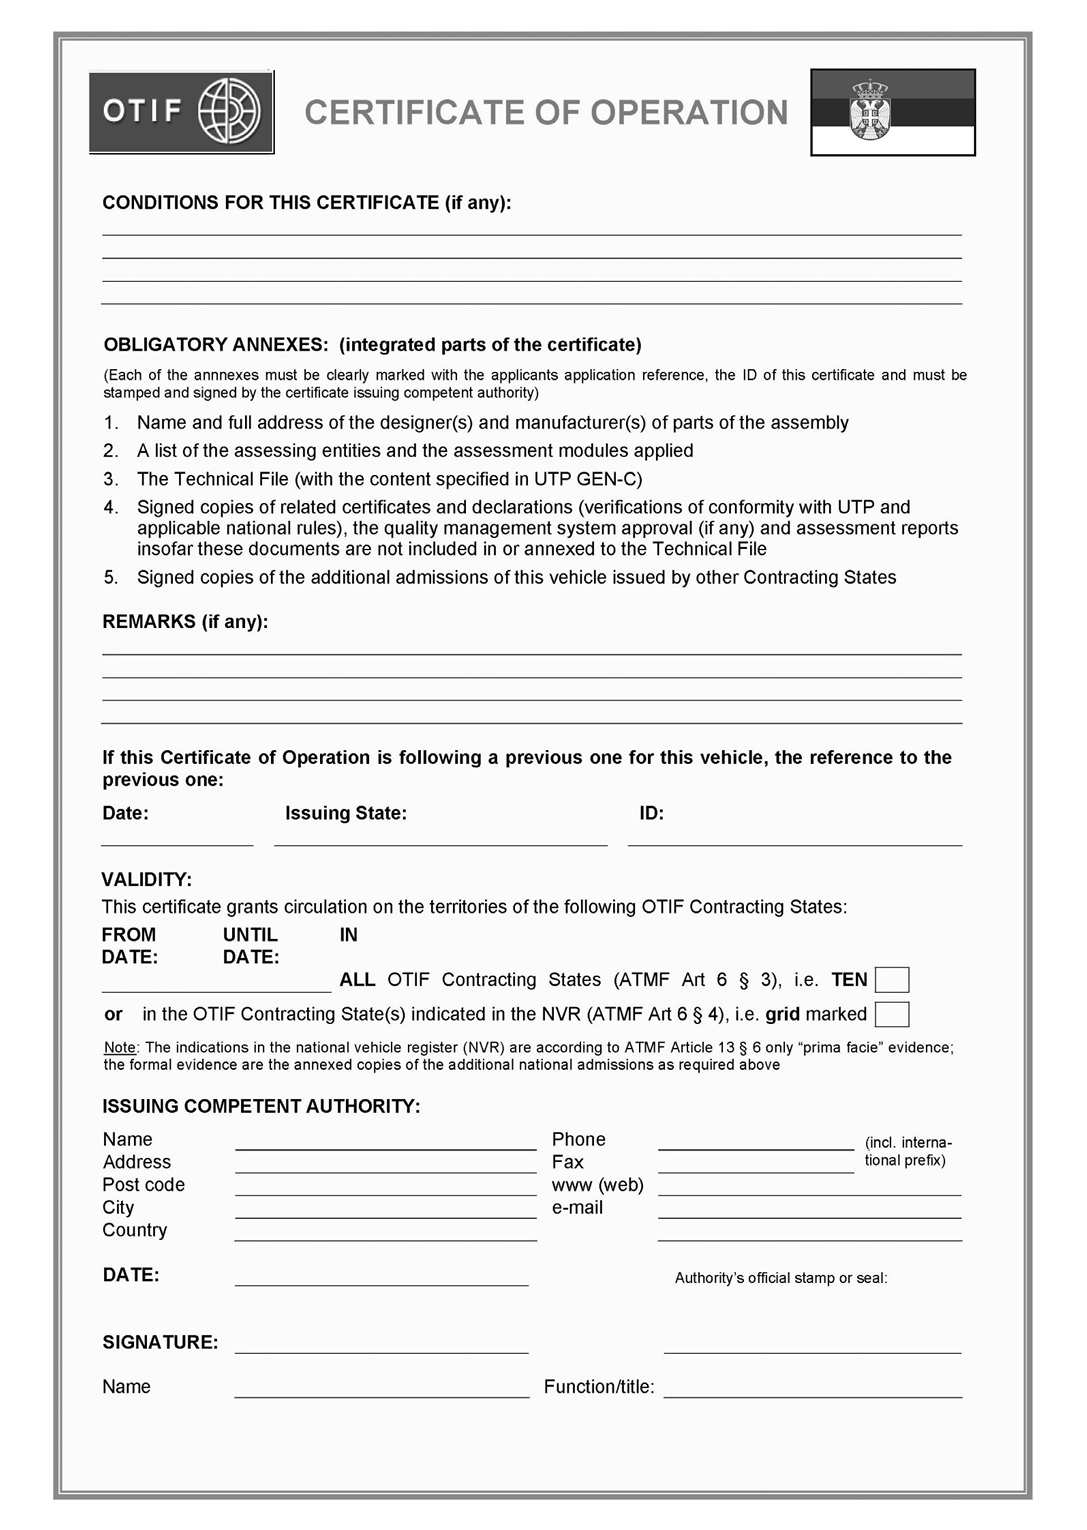 OTIF
CERTIFICATE OF OPERATION
CONDITIONS FOR THIS CERTIFICATE (if any):
OBLIGATORY ANNEXES: (integrated parts of the certificate)
(Each of the annnexes must be clearly marked with the applicants application reference, the ID of this certificate and must be
stamped and signed by the certificate issuing competent authority)
1. Name and full address of the designer(s) and manufacturer(s) of parts of the assembly
2. A list of the assessing entities and the assessment modules applied
3. The Technical File (with the content specified in UTP GEN-C)
4. Signed copies of related certificates and declarations (verifications of conformity with UTP and
applicable national rules), the quality management system approval (if any) and assessment reports
insofar these documents are not included in or annexed to the Technical File
5. Signed copies of the additional admissions of this vehicle issued by other Contracting States
REMARKS (if any):
If this Certificate of Operation is following a previous one for this vehicle, the reference to the
previous one:
Date: Issuing State: ID:
VALIDITY:
This certificate grants circulation on the territories of the following OTIF Contracting States:
FROM UNTIL IN
DATE: DATE:
ALL OTIF Contracting States (ATMF Art 6 § 3), i.e. TEN
or in the OTIF Contracting State(s) indicated in the NVR (ATMF Art 6 § 4), i.e. grid marked
Note: The indications in the national vehicle register (NVR) are according to ATMF Article 13 § 6 only “prima facie” evidence;
the formal evidence are the annexed copies of the additional national admissions as required above
ISSUING COMPETENT AUTHORITY:
Name Phone (incl. interna-
Address Fax tional prefix)
Post code www (web)
City e-mail
Country
DATE: Authority's official stamp or seal:
SIGNATURE:
Name Function/title: